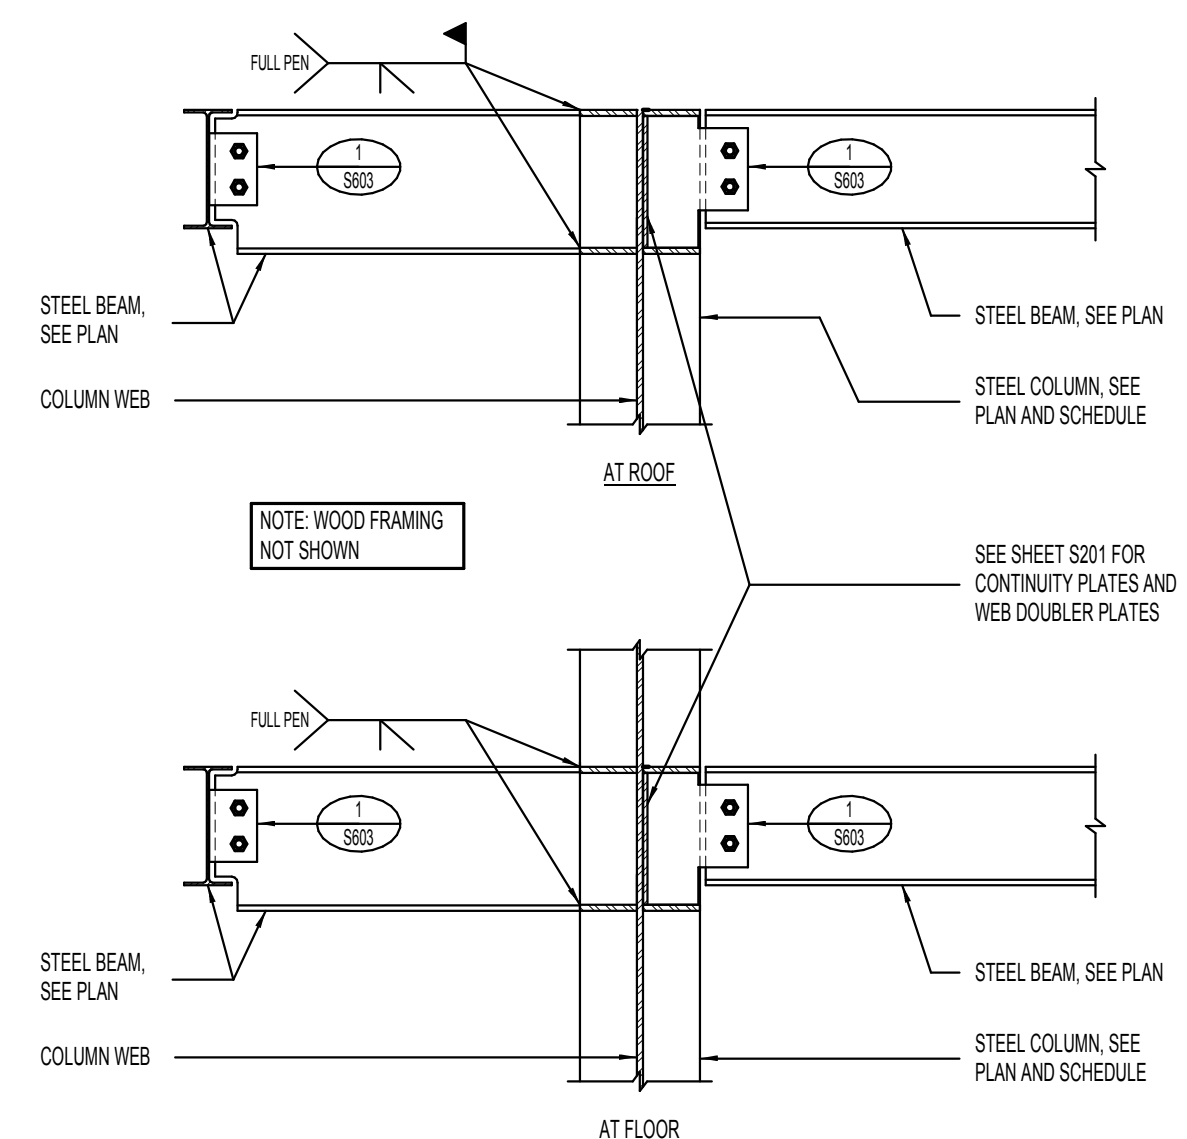 FULL PEN
1
S603
1
S603
STEEL BEAM,
SEE PLAN
STEEL BEAM, SEE PLAN
COLUMN WEB
STEEL COLUMN, SEE
PLAN AND SCHEDULE
AT ROOF
NOTE: WOOD FRAMING
NOT SHOWN
SEE SHEET S201 FOR
CONTINUITY PLATES AND
WEB DOUBLER PLATES
FULL PEN
1
S603
1
S603
STEEL BEAM,
SEE PLAN
STEEL BEAM, SEE PLAN
COLUMN WEB
STEEL COLUMN, SEE
PLAN AND SCHEDULE
AT FLOOR